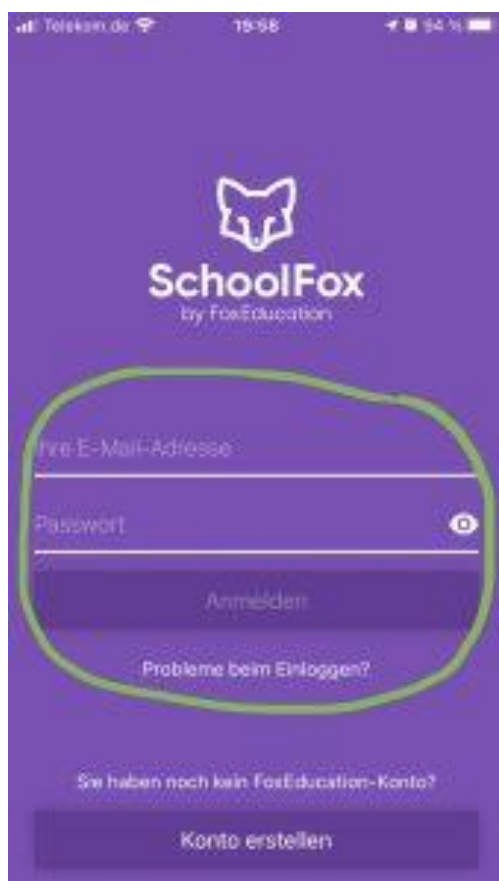 Telekom.de 19:58 94 %
SchoolFox
by FoxEducation
Ihre E-Mail-Adresse
Passwort
Anmelden
Probleme beim Einloggen?
Sie haben noch kein FoxEducation-Konto?
Konto erstellen